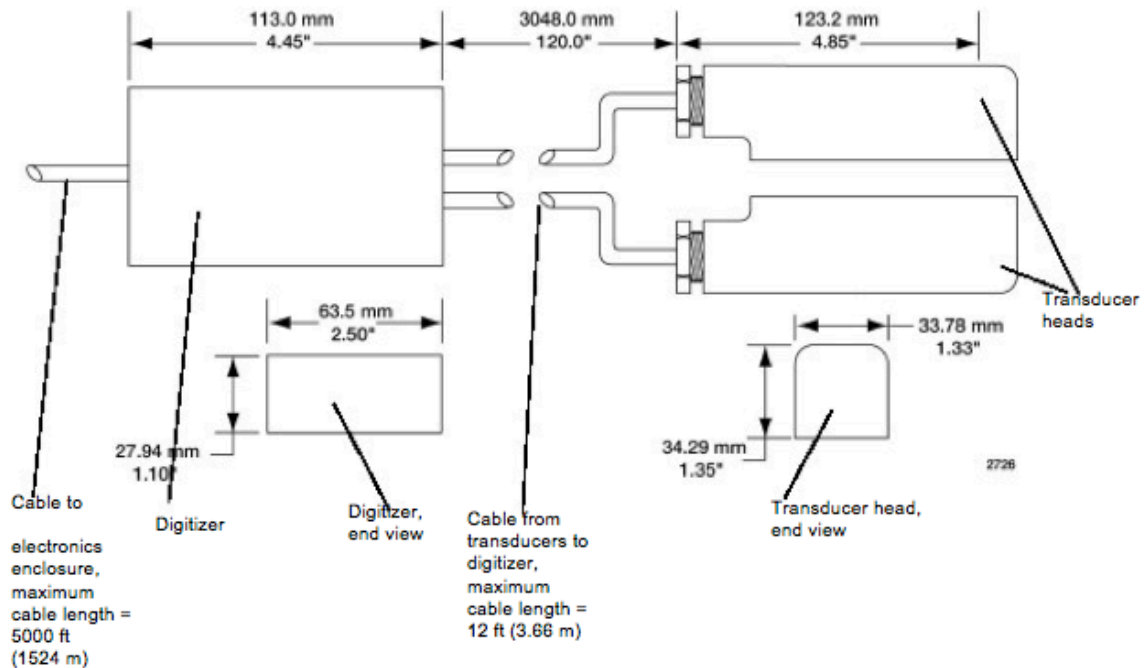 113.0 mm
4.45"
3048.0 mm
120.0"
123.2 mm
4.85"
Transducer
heads
63.5 mm
2.50"
33.78 mm
1.33"
27.94 mm
1.10"
34.29 mm
1.35"
2726
Cable to
electronics
enclosure,
maximum
cable length =
5000 ft
(1524 m)
Digitizer
Digitizer,
end view
Cable from
transducers to
digitizer,
maximum
cable length =
12 ft (3.66 m)
Transducer head,
end view